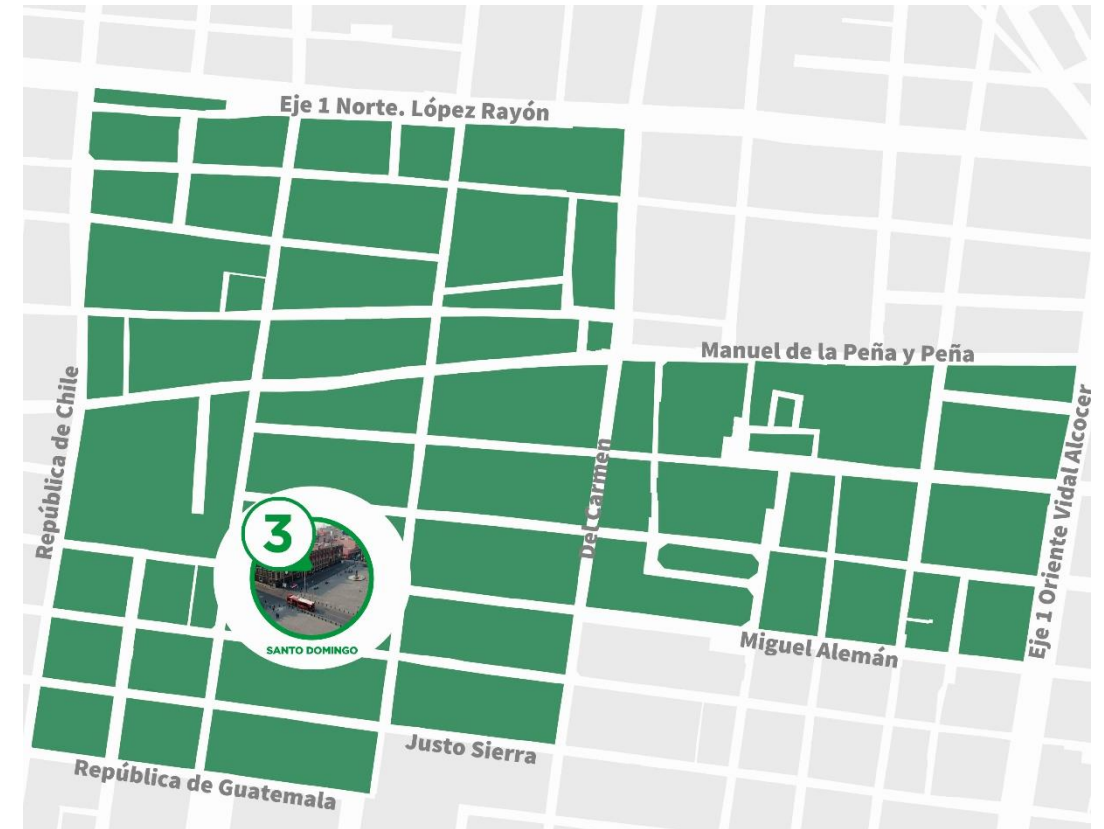 Eje 1 Norte. López Rayón
Manuel de la Peña y Peña
República de Chile
Del Carmen
Eje 1 Oriente Vidal Alcocer
3
SANTO DOMINGO
Miguel Alemán
Justo Sierra
República de Guatemala